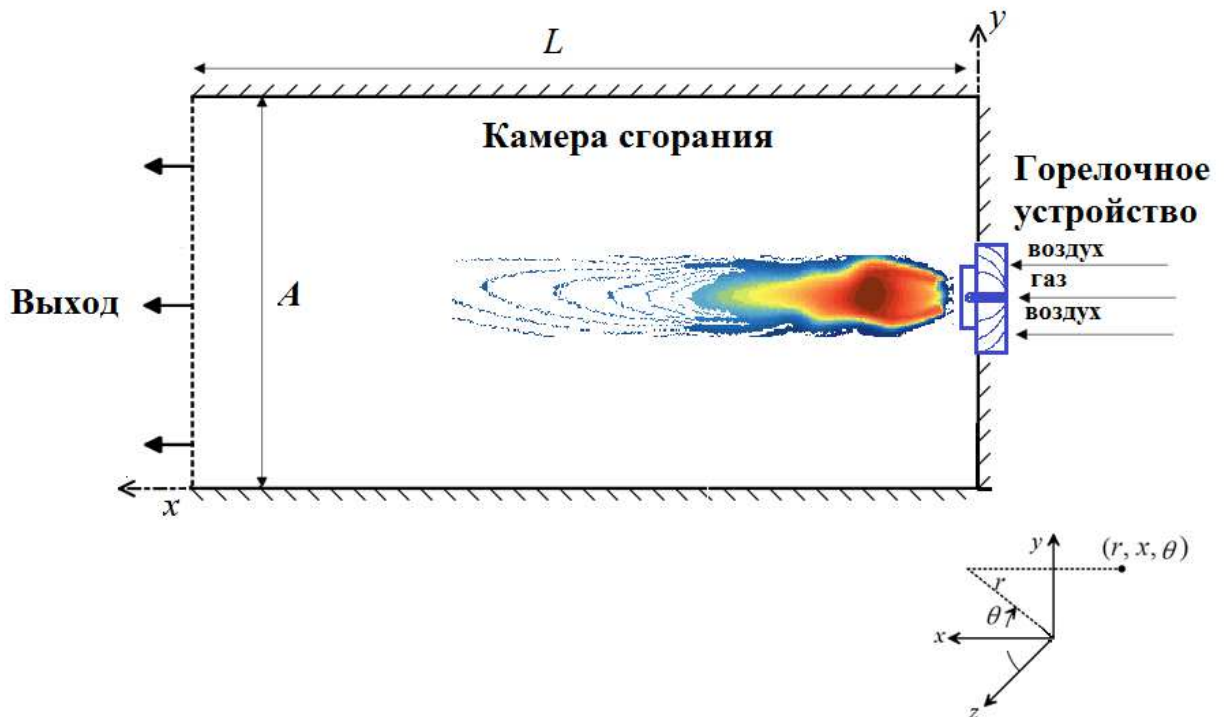 y
L
Камера сгорания
Горелочное
устройство
воздух
газ
воздух
Выход
A
x
y
(r, x, θ)
r
θ
x
z